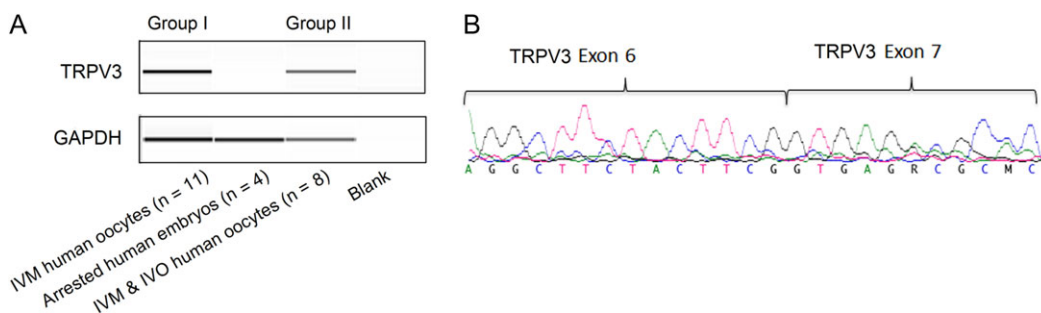 A
Group I Group II
TRPV3
GAPDH
IVM human oocytes (n = 11)
Arrested human embryos (n = 4)
IVM & IVO human oocytes (n = 8)
Blank
B
TRPV3 Exon 6 TRPV3 Exon 7
A G G C T T C T A C T T C G G T G A G R C G C M C